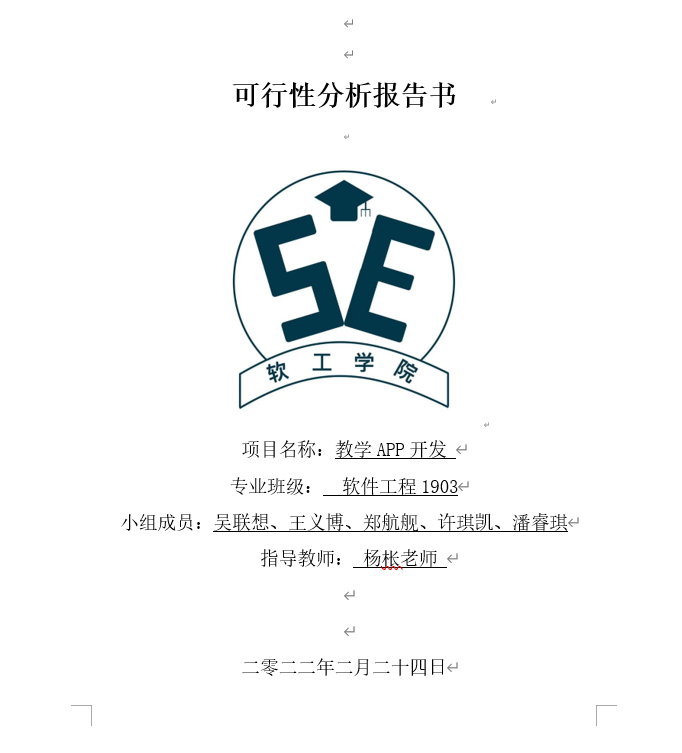 可行性分析报告书
SE
软工学院
项目名称：教学 APP 开发
专业班级： 软件工程 1903
小组成员：吴联想、王义博、郑航舰、许琪凯、潘睿琪
指导教师： 杨枨老师
二零二二年二月二十四日